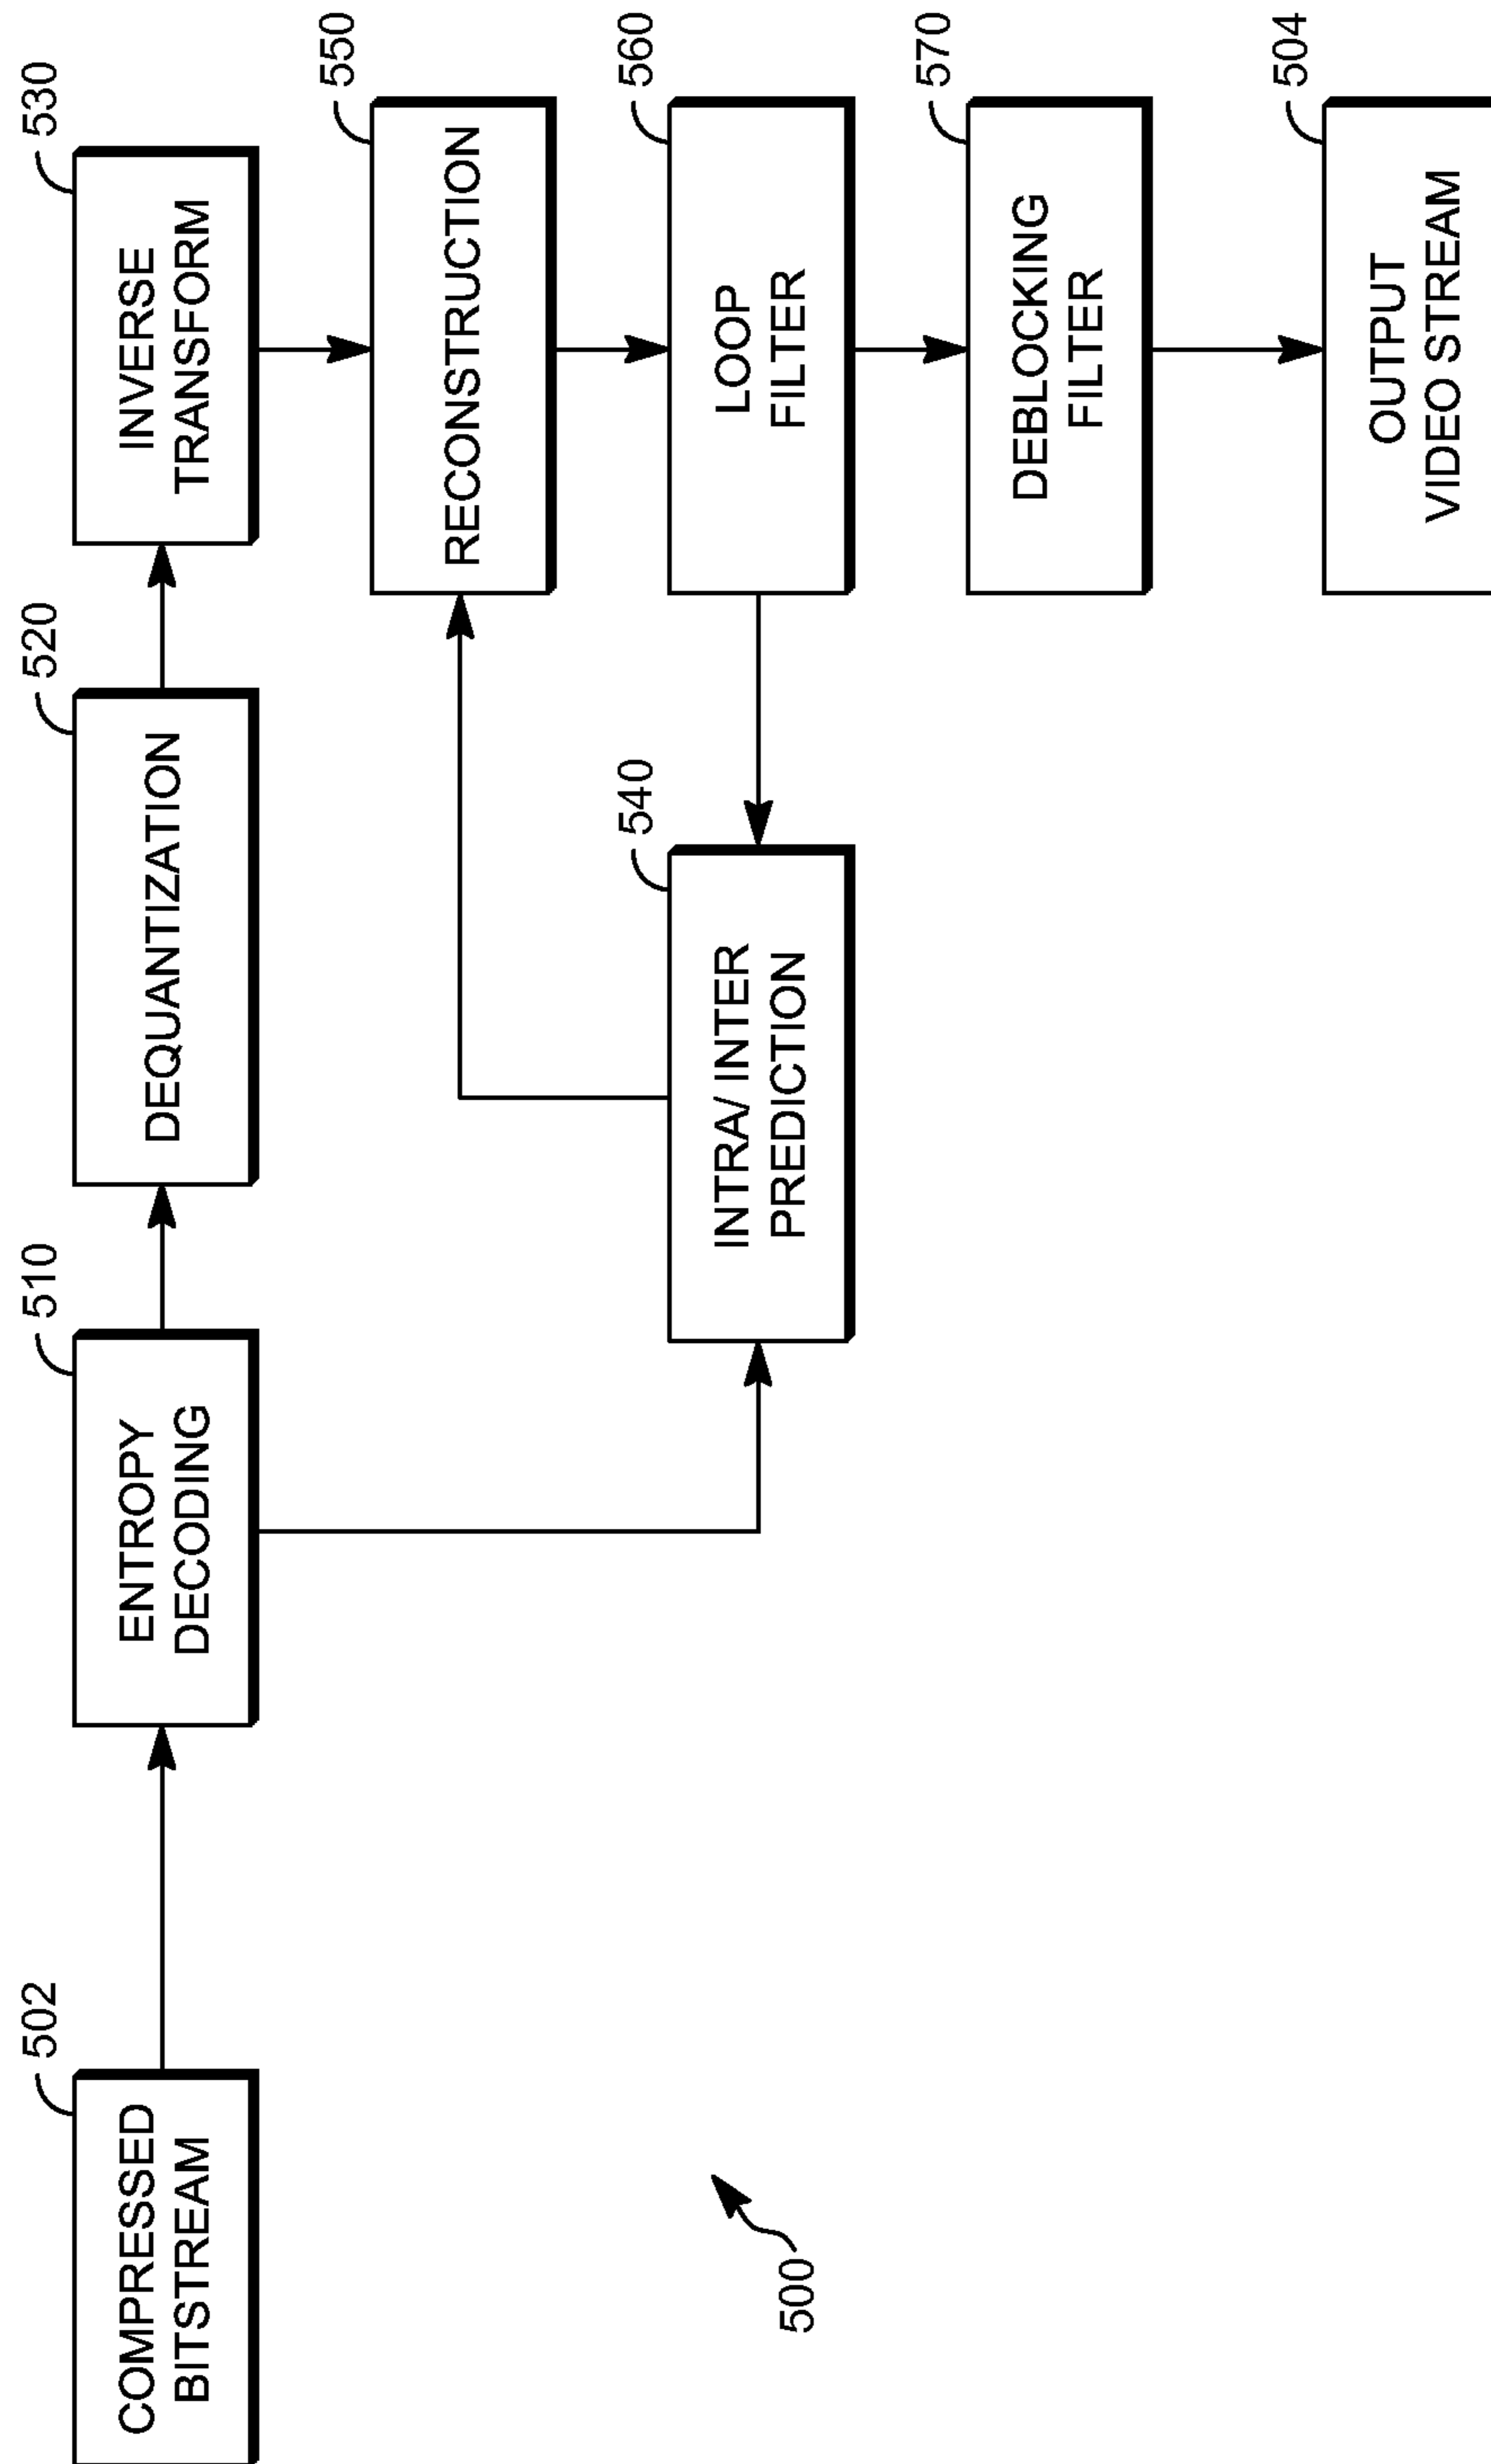 502
COMPRESSED
BITSTREAM
510
ENTROPY
DECODING
520
DEQUANTIZATION
530
INVERSE
TRANSFORM
550
RECONSTRUCTION
540
INTRA/ INTER
PREDICTION
560
LOOP
FILTER
570
DEBLOCKING
FILTER
504
OUTPUT
VIDEO STREAM
500